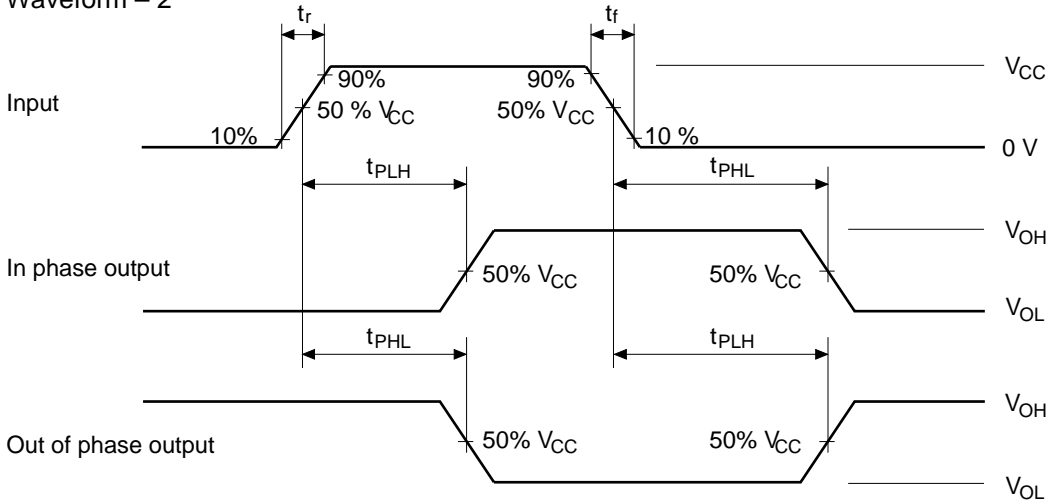 Waveform – 2
tr
tf
90%
90%
VCC
Input
50 % VCC
50% VCC
10%
10 %
0 V
tPLH
tPHL
VOH
In phase output
50% VCC
50% VCC
VOL
tPHL
tPLH
VOH
Out of phase output
50% VCC
50% VCC
VOL